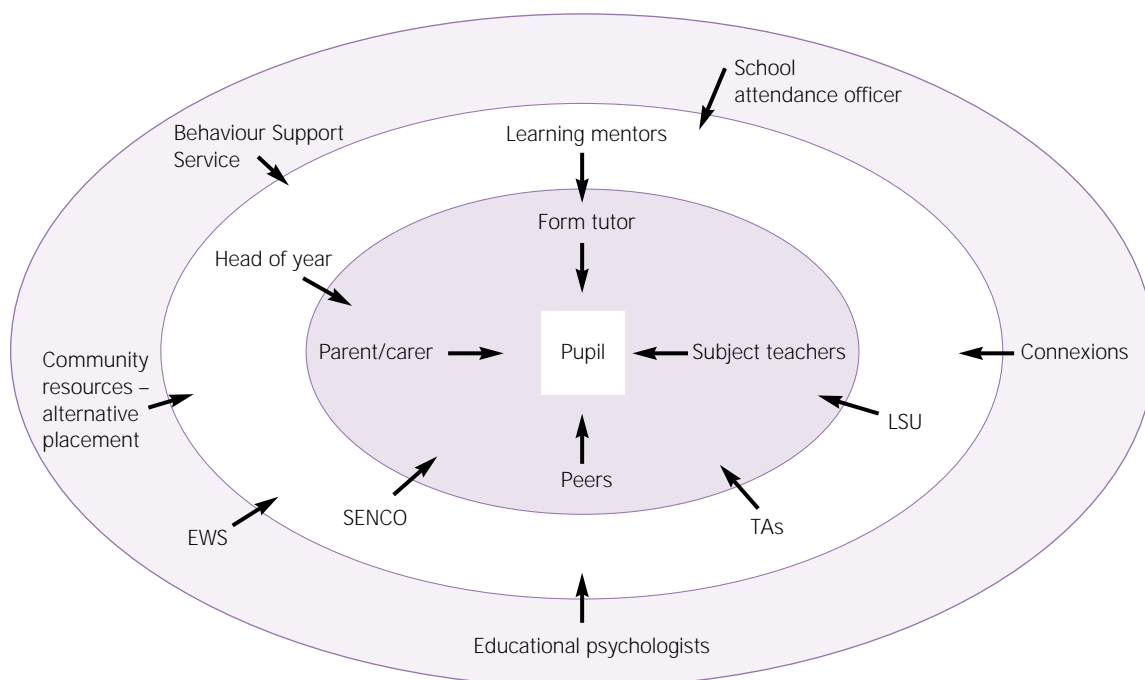 School
attendance officer
Behaviour Support
Service
Learning mentors
Form tutor
Head of year
Parent/carer
Pupil
Subject teachers
Connexions
Community
resources –
alternative
placement
LSU
Peers
SENCO
TAs
EWS
Educational psychologists